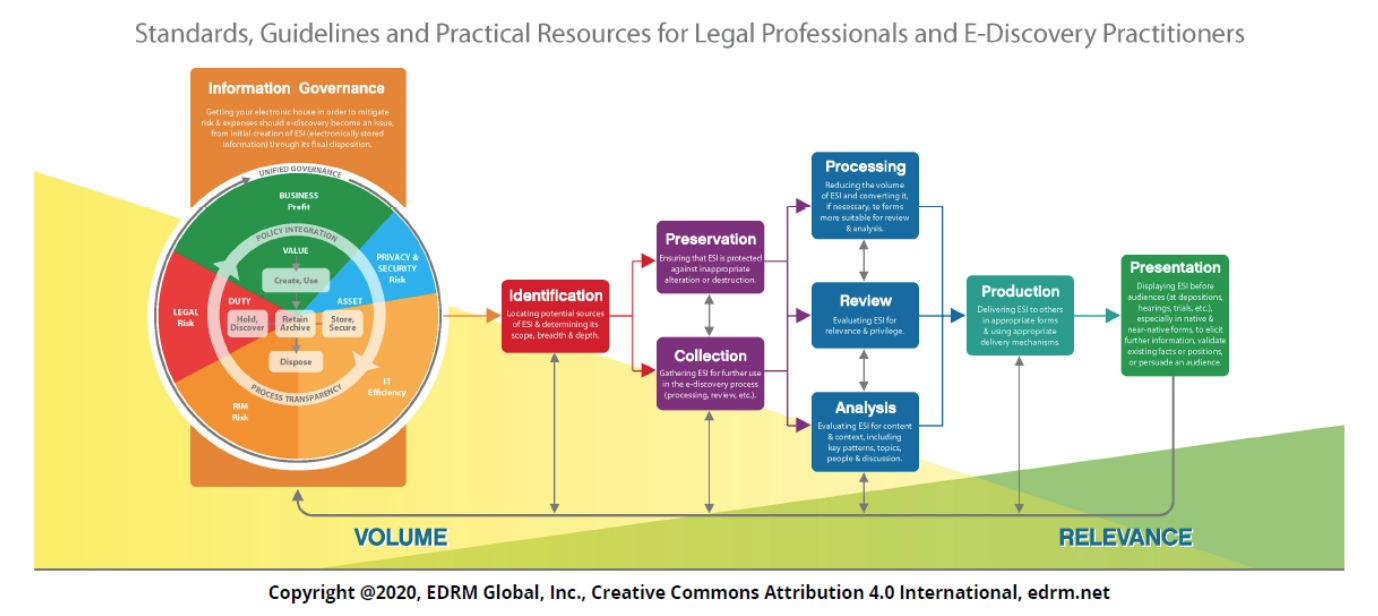 Standards, Guidelines and Practical Resources for Legal Professionals and E-Discovery Practitioners
Information Governance
Getting your electronic house in order to mitigate
risk & expenses should e-discovery become an issue,
from initial creation of ESI (electronically stored
information) through its final disposition.
UNIFIED GOVERNANCE
BUSINESS
Profit
POLICY INTEGRATION
VALUE
Create, Use
PRIVACY &
SECURITY
Risk
LEGAL
Risk
DUTY
ASSET
Hold,
Discover
Retain
Archive
Store,
Secure
Dispose
PROCESS TRANSPARENCY
RIM
Risk
IT
Efficiency
Identification
Locating potential sources
of ESI & determining its
scope, breadth & depth.
Preservation
Ensuring that ESI is protected
against inappropriate
alteration or destruction.
Collection
Gathering ESI for further use
in the e-discovery process
(processing, review, etc.).
Processing
Reducing the volume
of ESI and converting it,
if nesessary, te ferms
more suitable for review
& analysis.
Review
Evaluating ESI for
relevance & privilege.
Analysis
Evaluating ESI for content
& context, including
key patterns, topics,
people & discussion.
Production
Delivering ESI to others
in appropriate forms
& using appropriate
delivery mechanisms.
Presentation
Displaying ESI before
audiences (at depositions,
hearings, trials, etc.),
especially in native &
near-native forms, to elicit
further information, validate
existing facts or positions,
or persuade an audience.
VOLUME
RELEVANCE
Copyright @2020, EDRM Global, Inc., Creative Commons Attribution 4.0 International, edrm.net